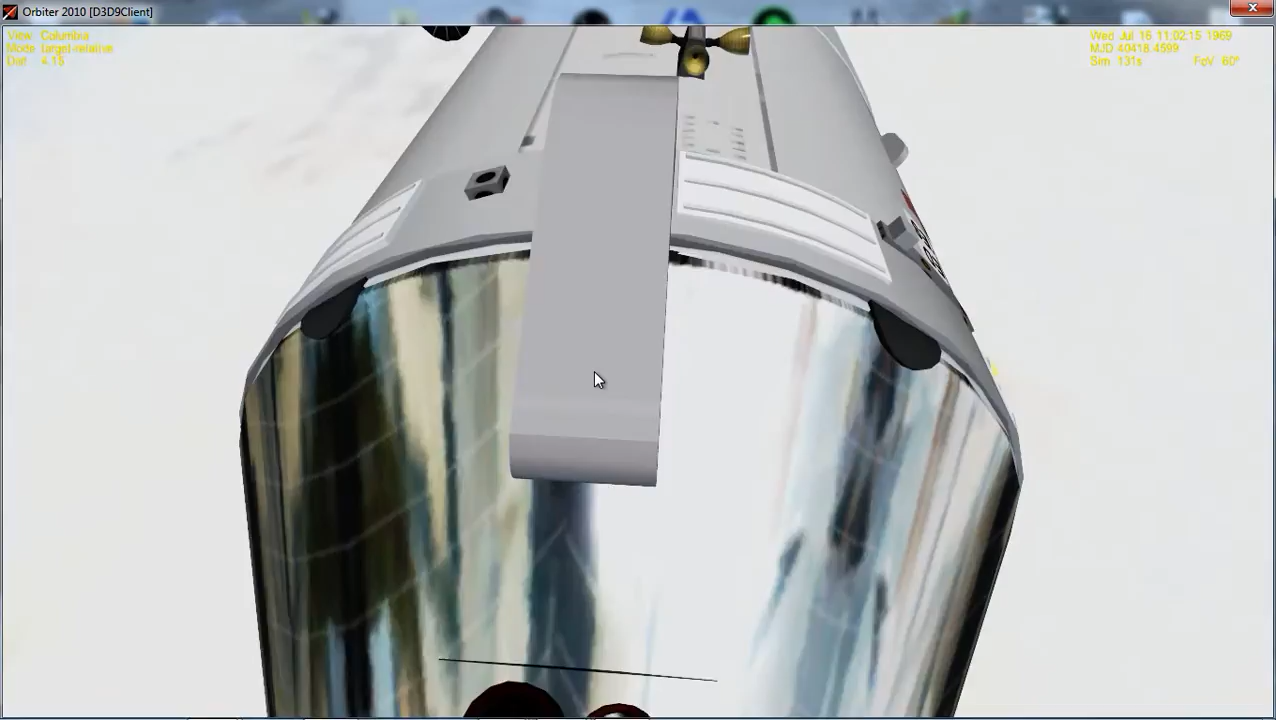 Orbiter 2010 [D3D9Client]
View Columbia
Mode target-relative
Dist 4.15
Wed Jul 16 11:02:15 1969
MJD 40418.4599
Sim 131s FoV 60°